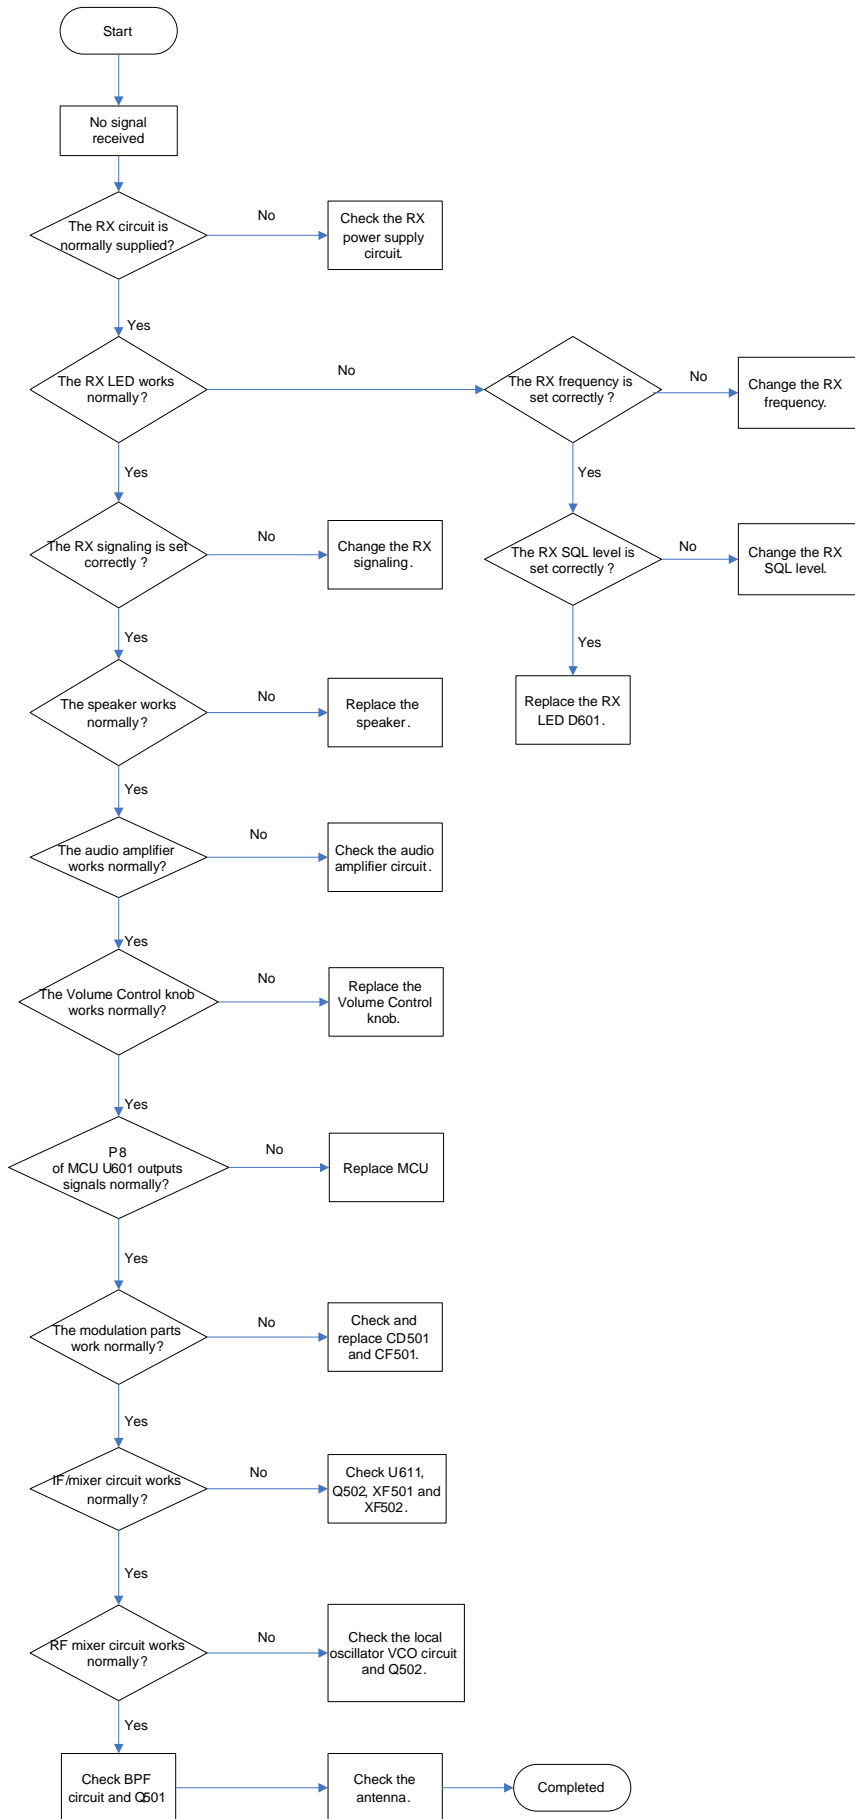 Start
No signal
received
The RX circuit is
normally supplied?
No
Check the RX
power supply
circuit.
Yes
The RX LED works
normally?
No
The RX frequency is
set correctly?
No
Change the RX
frequency.
Yes
Yes
The RX signaling is set
correctly?
No
Change the RX
signaling.
The RX SQL level is
set correctly?
No
Change the RX
SQL level.
Yes
Yes
The speaker works
normally?
No
Replace the
speaker.
Replace the RX
LED D601.
Yes
The audio amplifier
works normally?
No
Check the audio
amplifier circuit.
Yes
The Volume Control knob
works normally?
No
Replace the
Volume Control
knob.
Yes
P8
of MCU U601 outputs
signals normally?
No
Replace MCU
Yes
The modulation parts
work normally?
No
Check and
replace CD501
and CF501.
Yes
IF/mixer circuit works
normally?
No
Check U611,
Q502, XF501 and
XF502.
Yes
RF mixer circuit works
normally?
No
Check the local
oscillator VCO circuit
and Q502.
Yes
Check BPF
circuit and Q501
Check the
antenna.
Completed